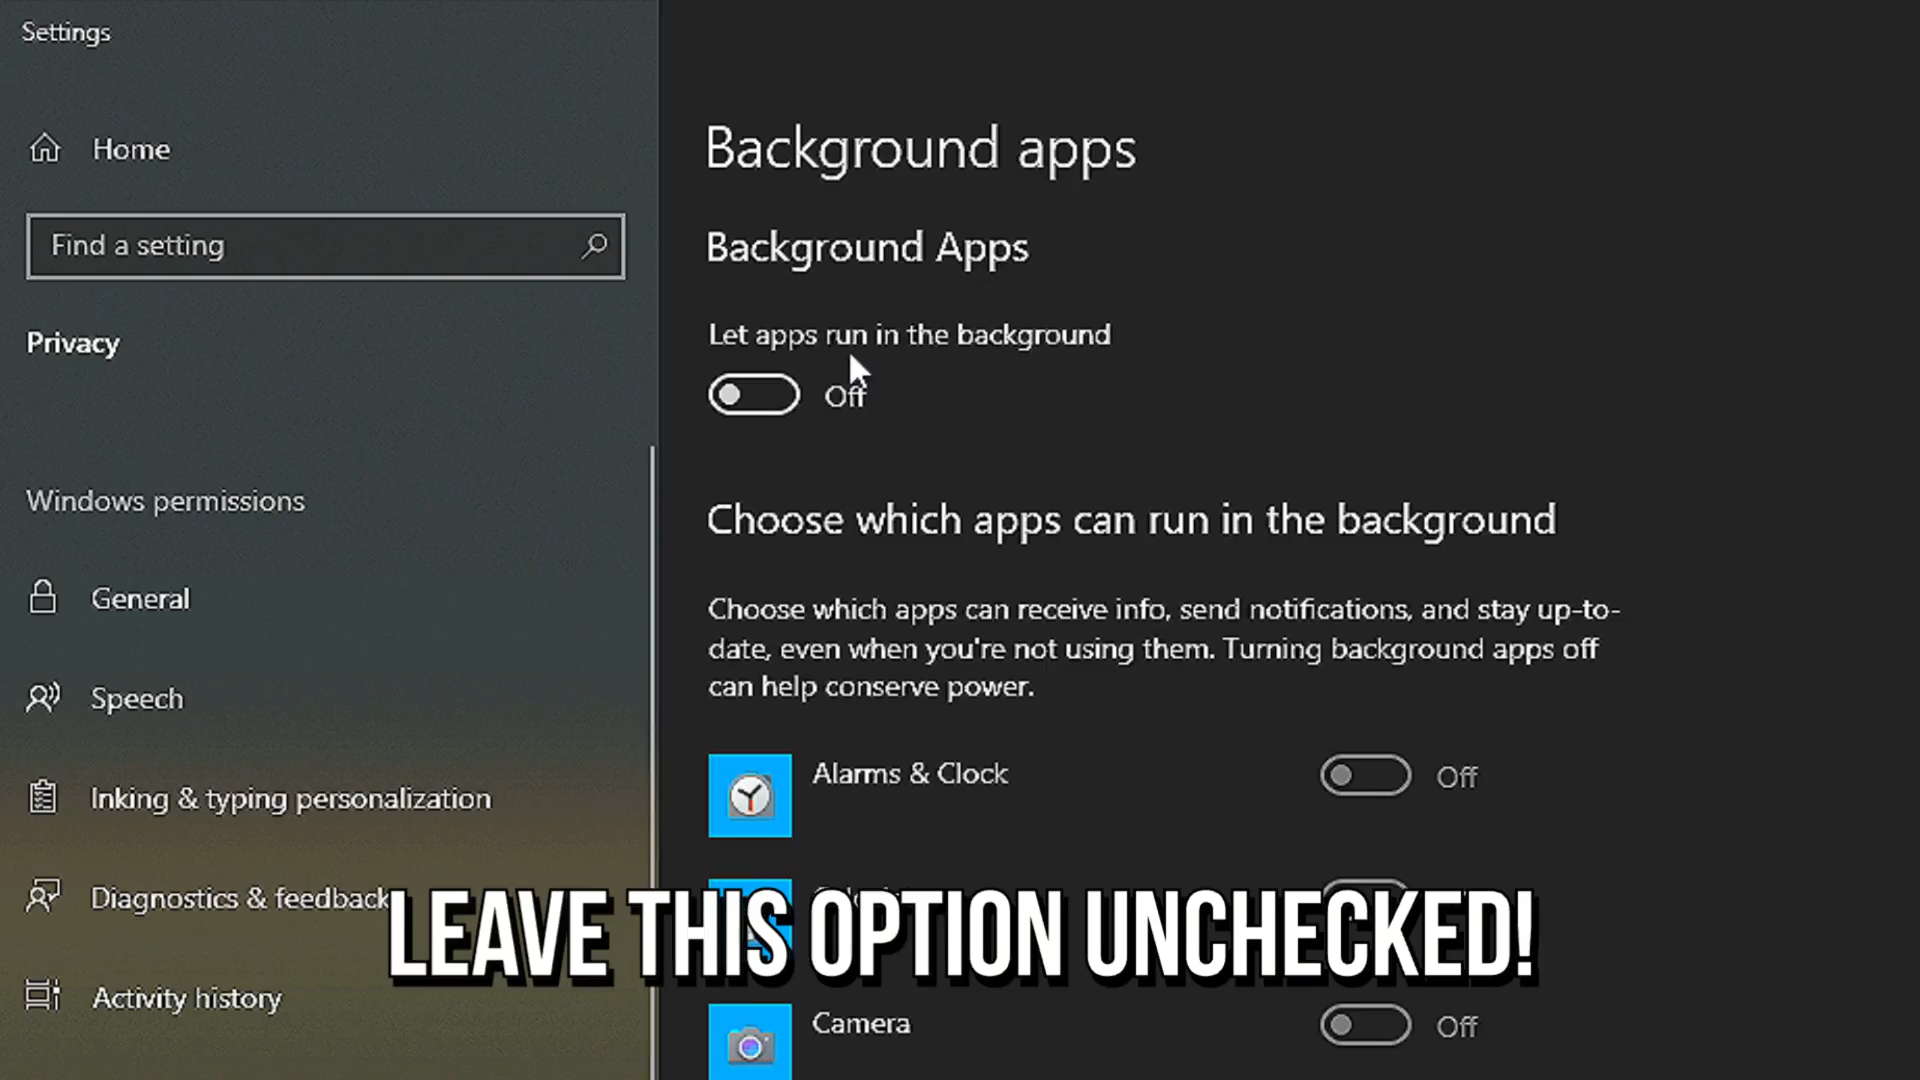 Settings
Home
Find a setting
Privacy
Windows permissions
General
Speech
Inking & typing personalization
Diagnostics & feedback
Activity history
Background apps
Background Apps
Let apps run in the background
Off
Choose which apps can run in the background
Choose which apps can receive info, send notifications, and stay up-to-
date, even when you're not using them. Turning background apps off
can help conserve power.
Alarms & Clock Off
LEAVE THIS OPTION UNCHECKED!
Camera Off